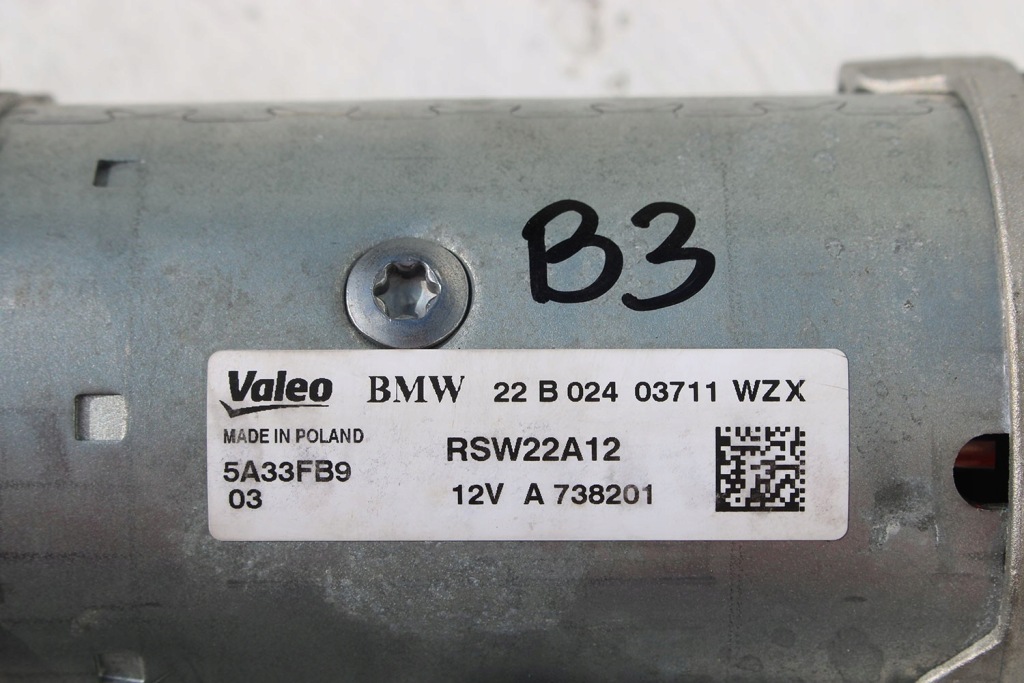 B3
Valeo BMW 22 B 024 03711 WZX
MADE IN POLAND
RSW22A12
5A33FB9
12V A 738201
03